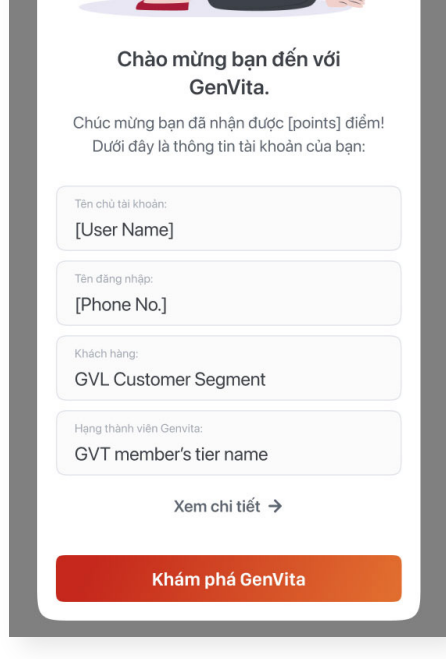 Chào mừng bạn đến với
GenVita.
Chúc mừng bạn đã nhận được [points] điểm!
Dưới đây là thông tin tài khoản của bạn:
Tên chủ tài khoản:
[User Name]
Tên đăng nhập:
[Phone No.]
Khách hàng:
GVL Customer Segment
Hạng thành viên Genvita:
GVT member's tier name
Xem chi tiết →
Khám phá GenVita